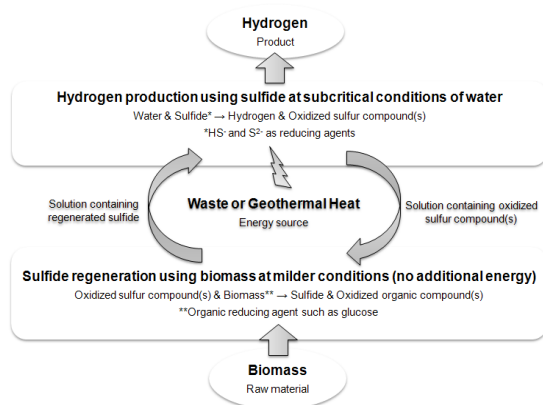 Hydrogen
Product
Hydrogen production using sulfide at subcritical conditions of water
Water & Sulfide* → Hydrogen & Oxidized sulfur compound(s)
*HS- and S2- as reducing agents
Solution containing
regenerated sulfide
Waste or Geothermal Heat
Energy source
Solution containing oxidized
sulfur compound(s)
Sulfide regeneration using biomass at milder conditions (no additional energy)
Oxidized sulfur compound(s) & Biomass** → Sulfide & Oxidized organic compound(s)
**Organic reducing agent such as glucose
Biomass
Raw material